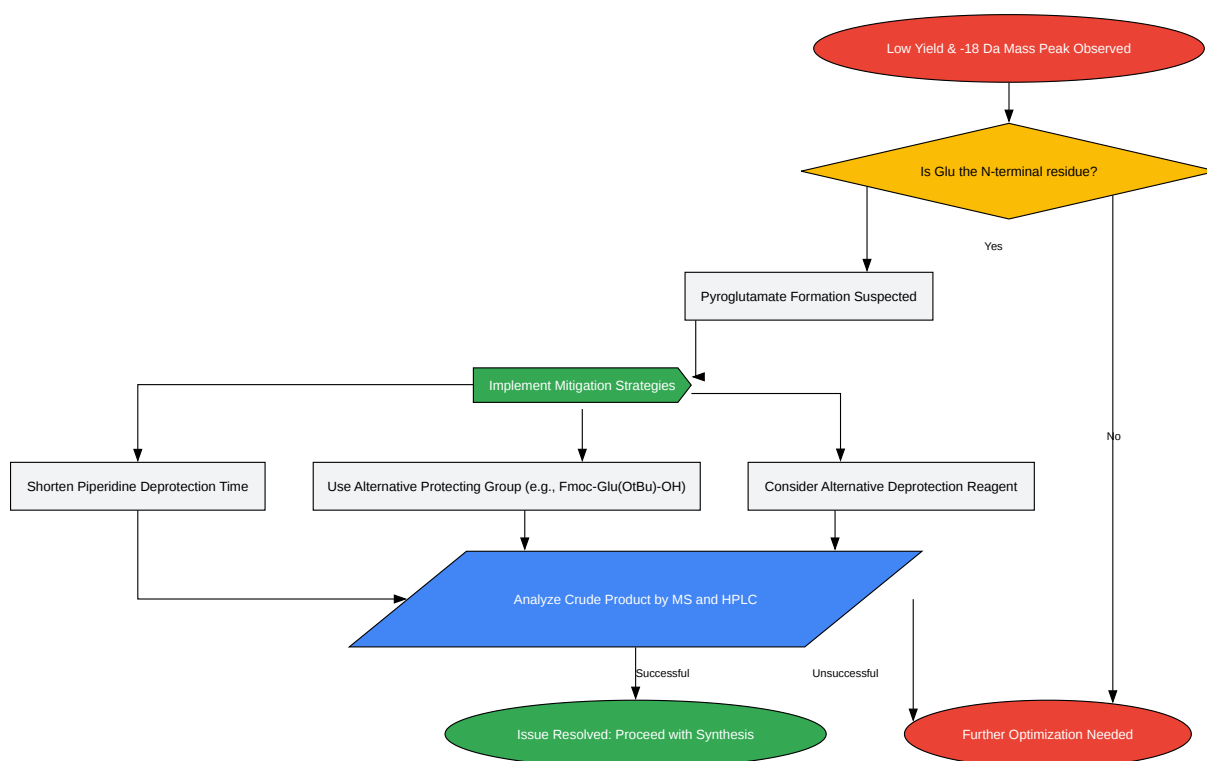 Low Yield & -18 Da Mass Peak Observed
Is Glu the N-terminal residue?
Yes
Pyroglutamate Formation Suspected
Implement Mitigation Strategies
No
Shorten Piperidine Deprotection Time
Use Alternative Protecting Group (e.g., Fmoc-Glu(OtBu)-OH)
Consider Alternative Deprotection Reagent
Analyze Crude Product by MS and HPLC
Successful
Unsuccessful
Issue Resolved: Proceed with Synthesis
Further Optimization Needed